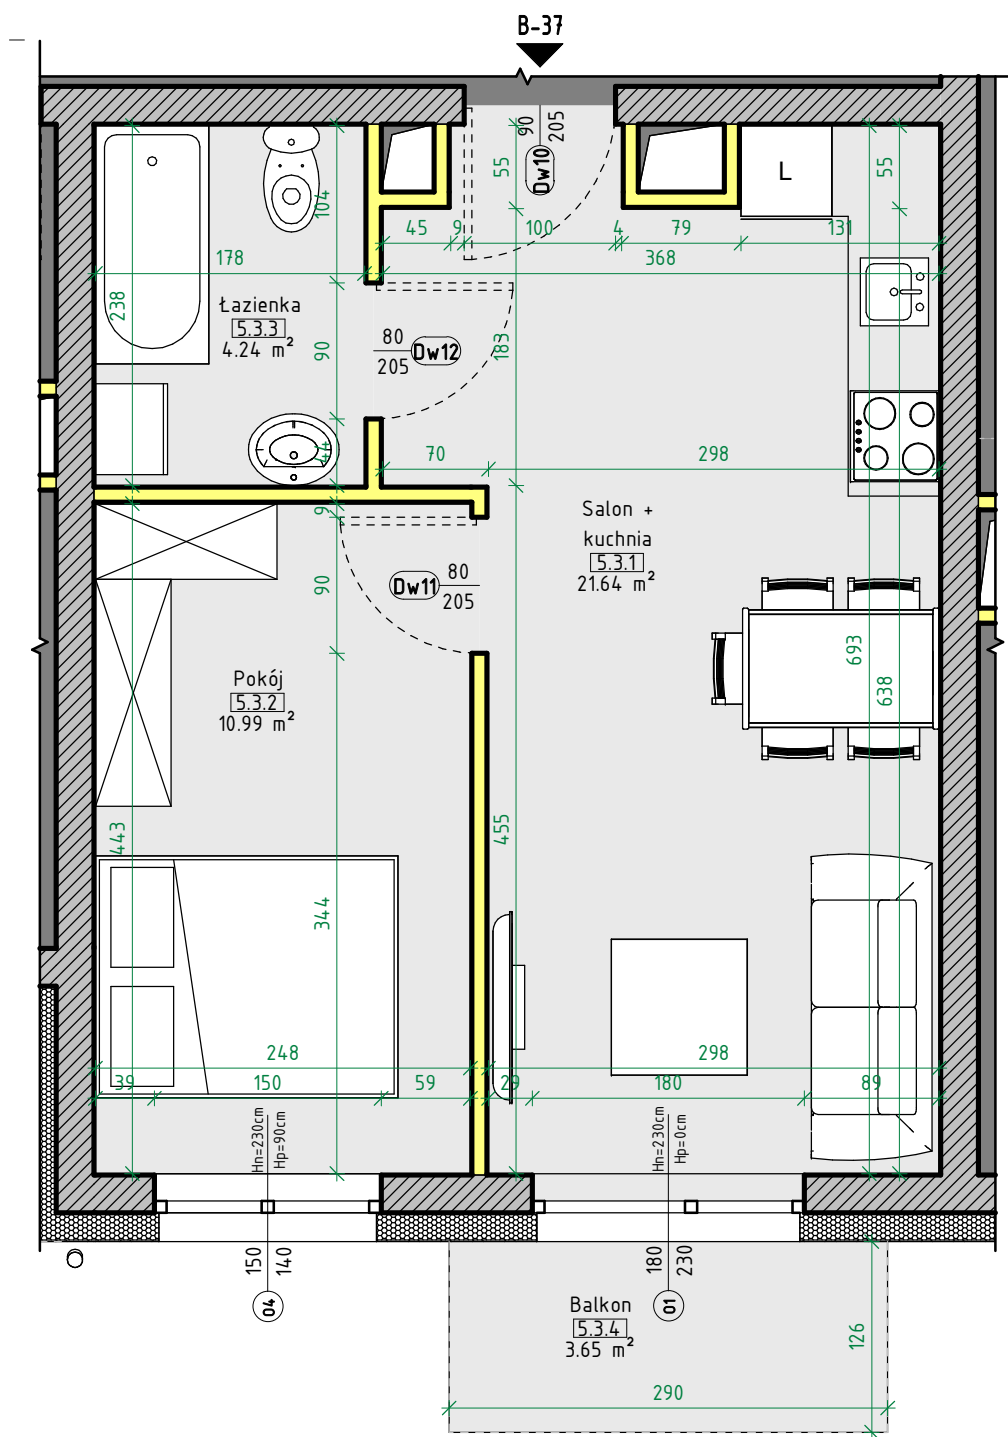 B-37
90
205
Dw10
55
L
55
104
45
9
100
4
79
131
178
368
238
Łazienka
5.3.3
4.24 m²
90
80
205
Dw12
183
44
70
298
9
Salon +
kuchnia
5.3.1
21.64 m²
90
Dw11
80
205
693
638
Pokój
5.3.2
10.99 m²
443
455
344
248
298
39
150
59
29
180
89
Hn=230cm
Hp=90cm
Hn=230cm
Hp=0cm
150
140
04
180
230
01
Balkon
5.3.4
3.65 m²
126
290